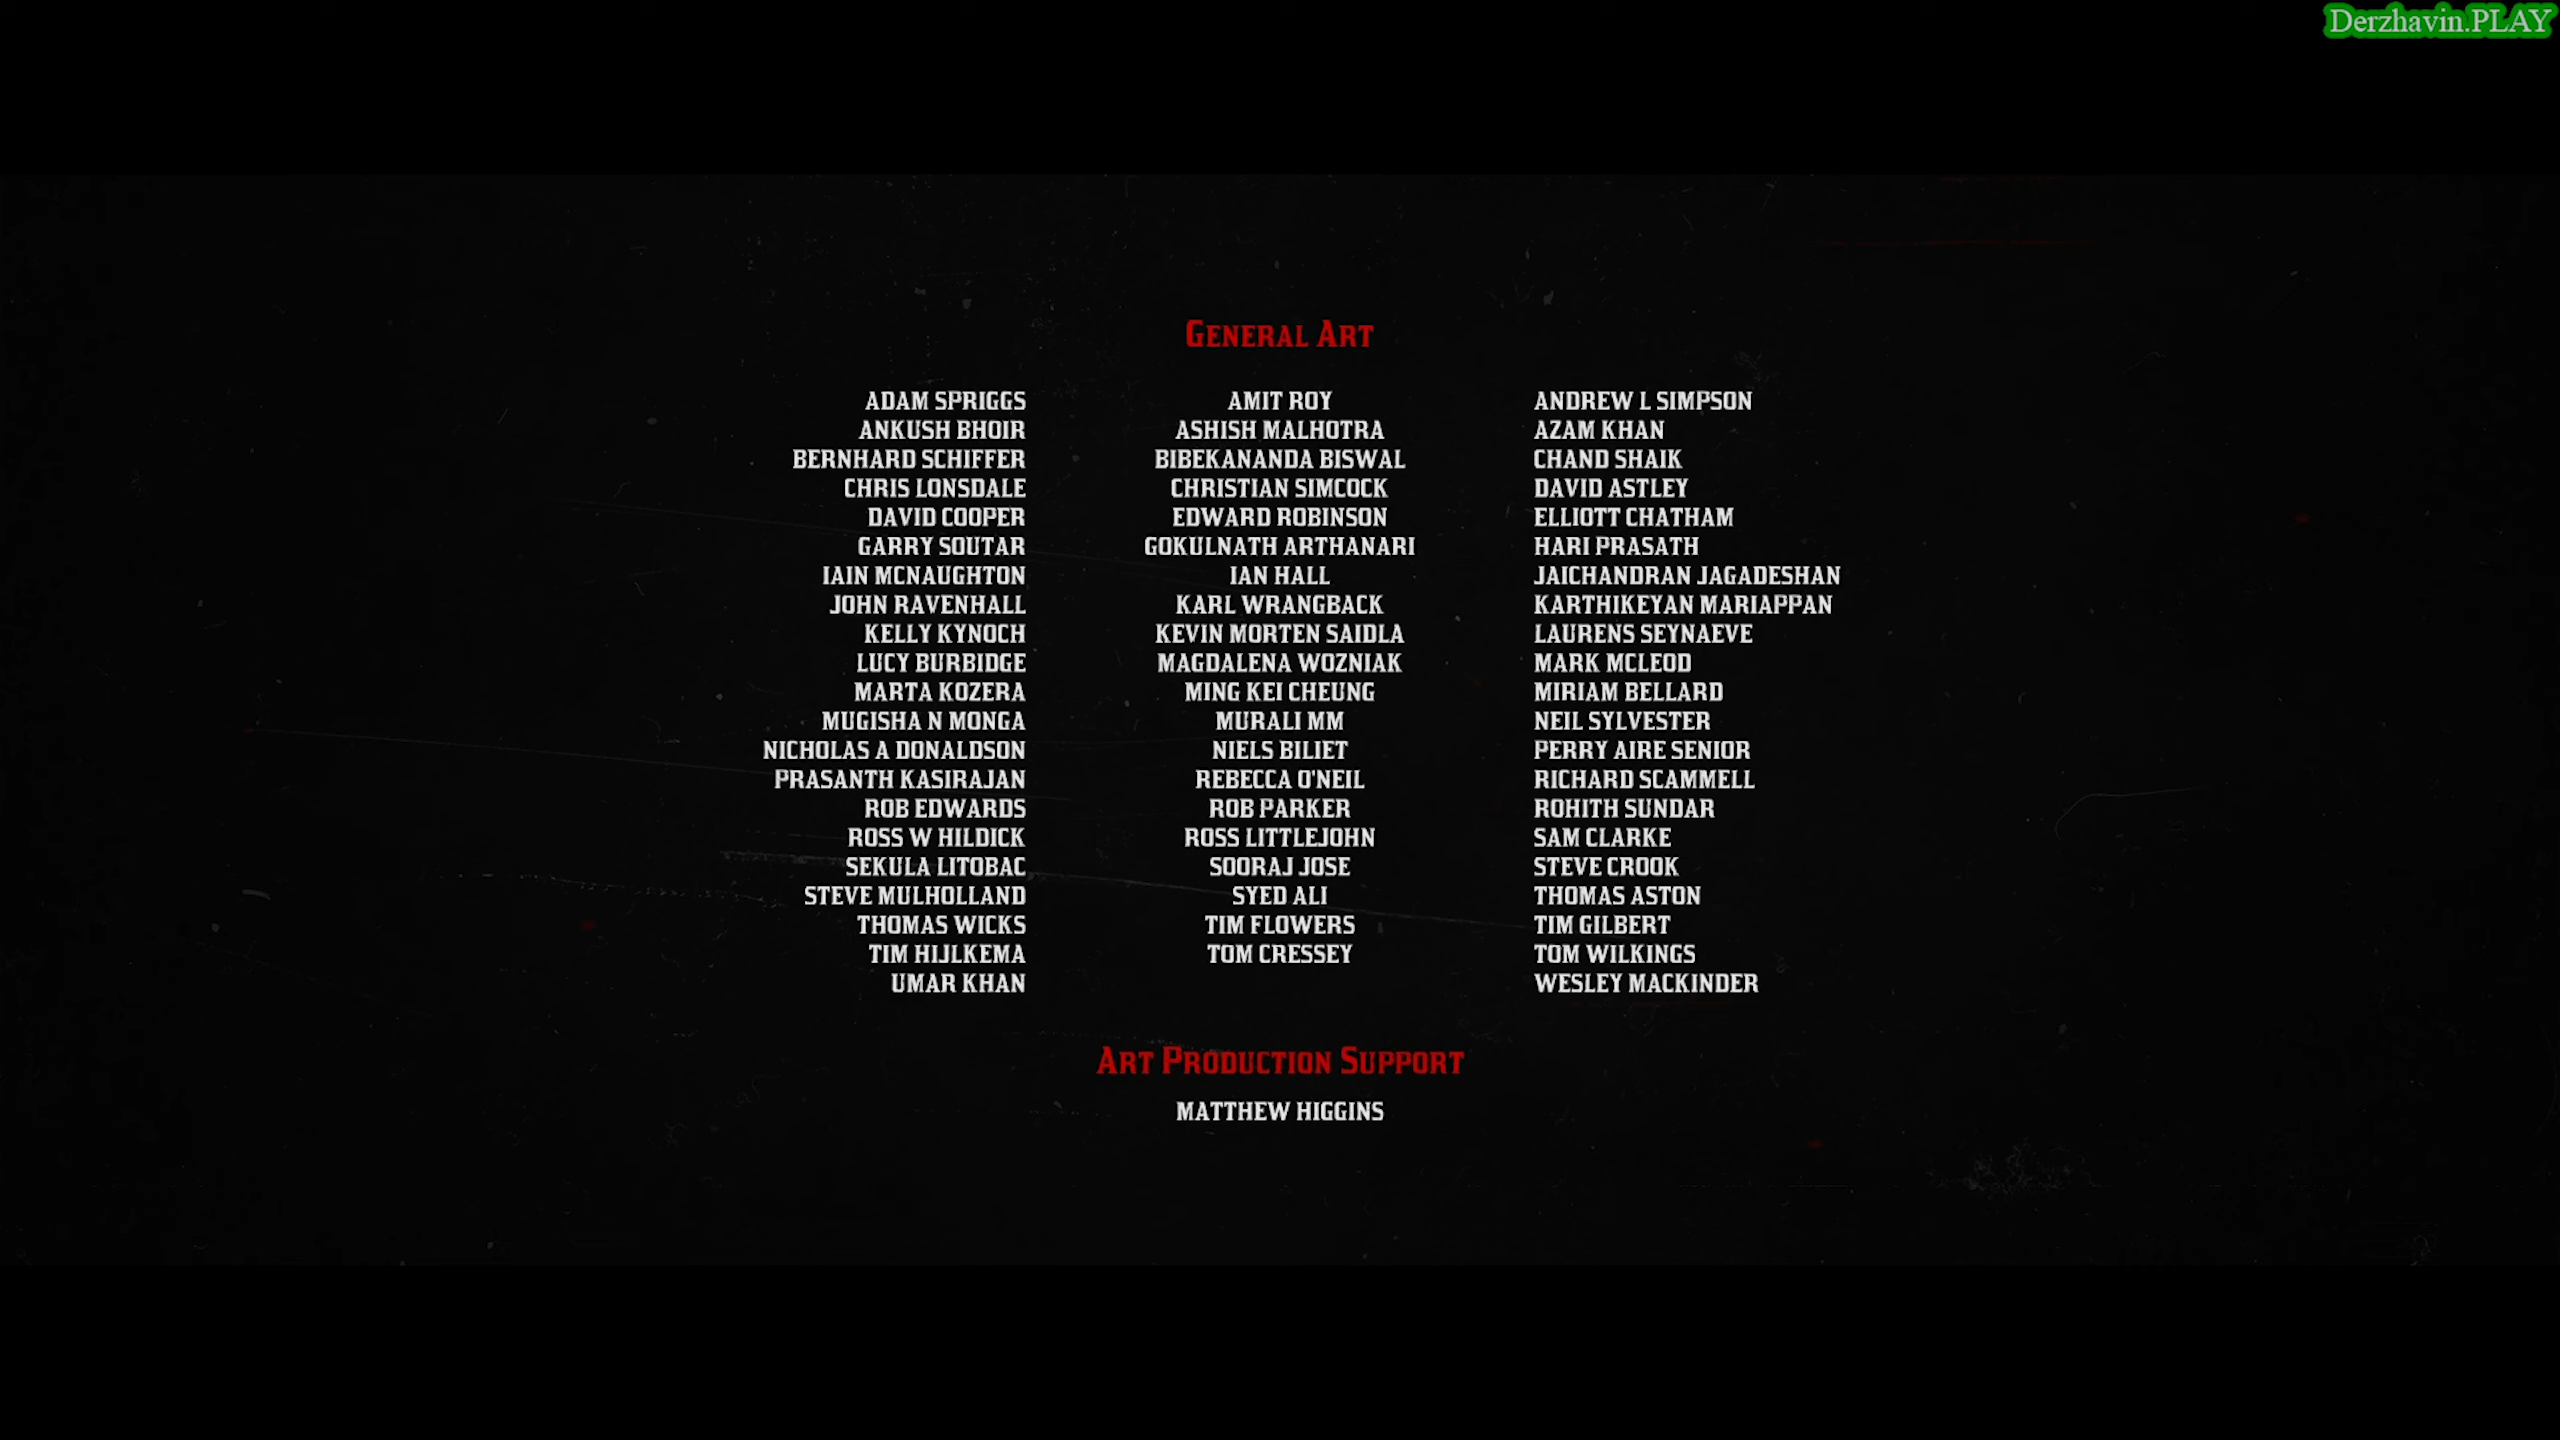 Derzhavin.PLAY
General Art
ADAM SPRIGGS AMIT ROY ANDREW L SIMPSON
ANKUSH BHOIR ASHISH MALHOTRA AZAM KHAN
BERNHARD SCHIFFER BIBEKANANDA BISWAL CHAND SHAIK
CHRIS LONSDALE CHRISTIAN SIMCOCK DAVID ASTLEY
DAVID COOPER EDWARD ROBINSON ELLIOTT CHATHAM
GARRY SOUTAR GOKULNATH ARTHANARI HARI PRASATH
IAIN MCNAUGHTON IAN HALL JAICHANDRAN JAGADESHAN
JOHN RAVENHALL KARL WRANGBACK KARTHIKEYAN MARIAPPAN
KELLY KYNOCH KEVIN MORTEN SAIDLA LAURENS SEYNAEVE
LUCY BURBIDGE MAGDALENA WOZNIAK MARK MCLEOD
MARTA KOZERA MING KEI CHEUNG MIRIAM BELLARD
MUGISHA N MONGA MURALI MM NEIL SYLVESTER
NICHOLAS A DONALDSON NIELS BILIET PERRY AIRE SENIOR
PRASANTH KASIRAJAN REBECCA O'NEIL RICHARD SCAMMELL
ROB EDWARDS ROB PARKER ROHITH SUNDAR
ROSS W HILDICK ROSS LITTLEJOHN SAM CLARKE
SEKULA LITOBAC SOORAJ JOSE STEVE CROOK
STEVE MULHOLLAND SYED ALI THOMAS ASTON
THOMAS WICKS TIM FLOWERS TIM GILBERT
TIM HIJLKEMA TOM CRESSEY TOM WILKINGS
UMAR KHAN WESLEY MACKINDER
Art Production Support
MATTHEW HIGGINS